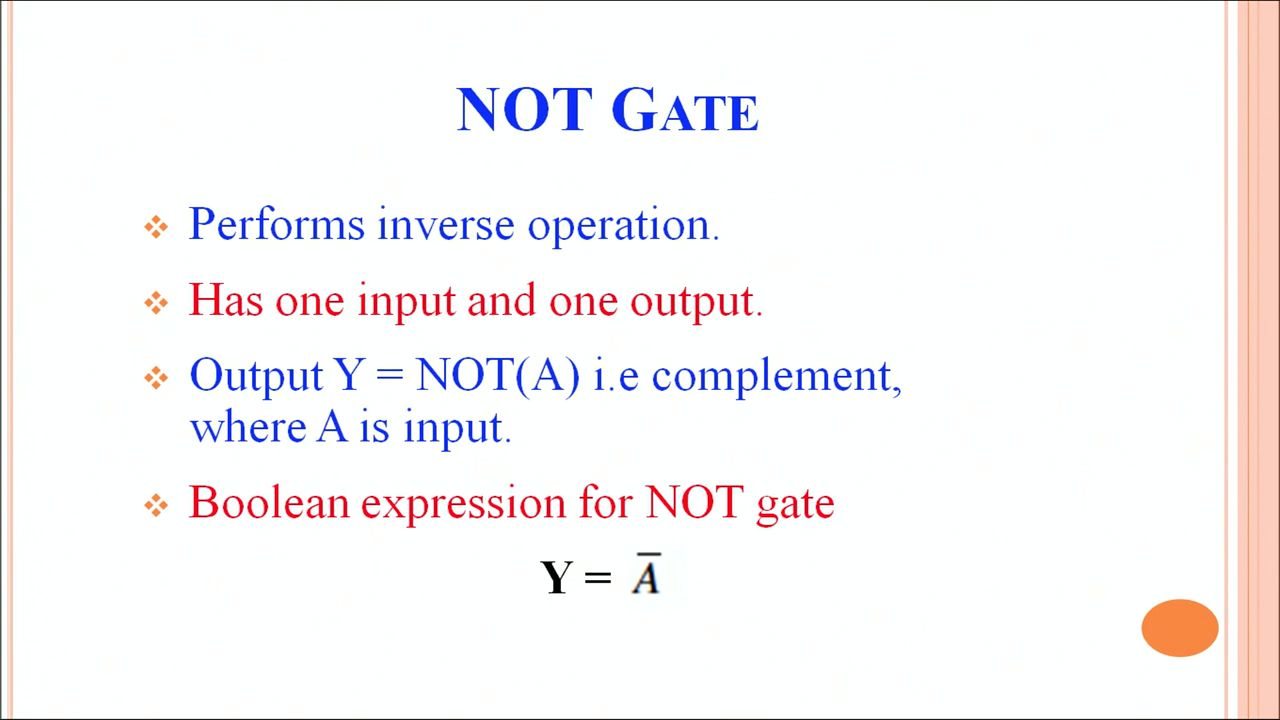 NOT GATE
Performs inverse operation.
Has one input and one output.
Output Y = NOT(A) i.e complement,
where A is input.
Boolean expression for NOT gate
Y = A̅